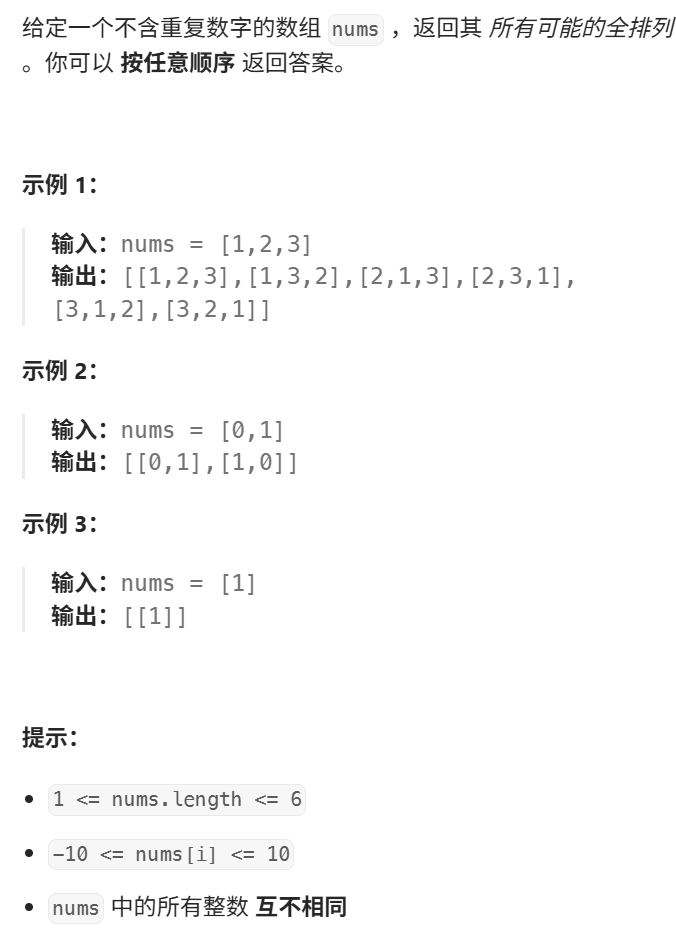 给定一个不含重复数字的数组 nums ，返回其 所有可能的全排列
。你可以 按任意顺序 返回答案。
示例 1：
输入：nums = [1,2,3]
输出：[[1,2,3],[1,3,2],[2,1,3],[2,3,1],
[3,1,2],[3,2,1]]
示例 2：
输入：nums = [0,1]
输出：[[0,1],[1,0]]
示例 3：
输入：nums = [1]
输出：[[1]]
提示：
• 1 <= nums.length <= 6
• -10 <= nums[i] <= 10
• nums 中的所有整数 互不相同